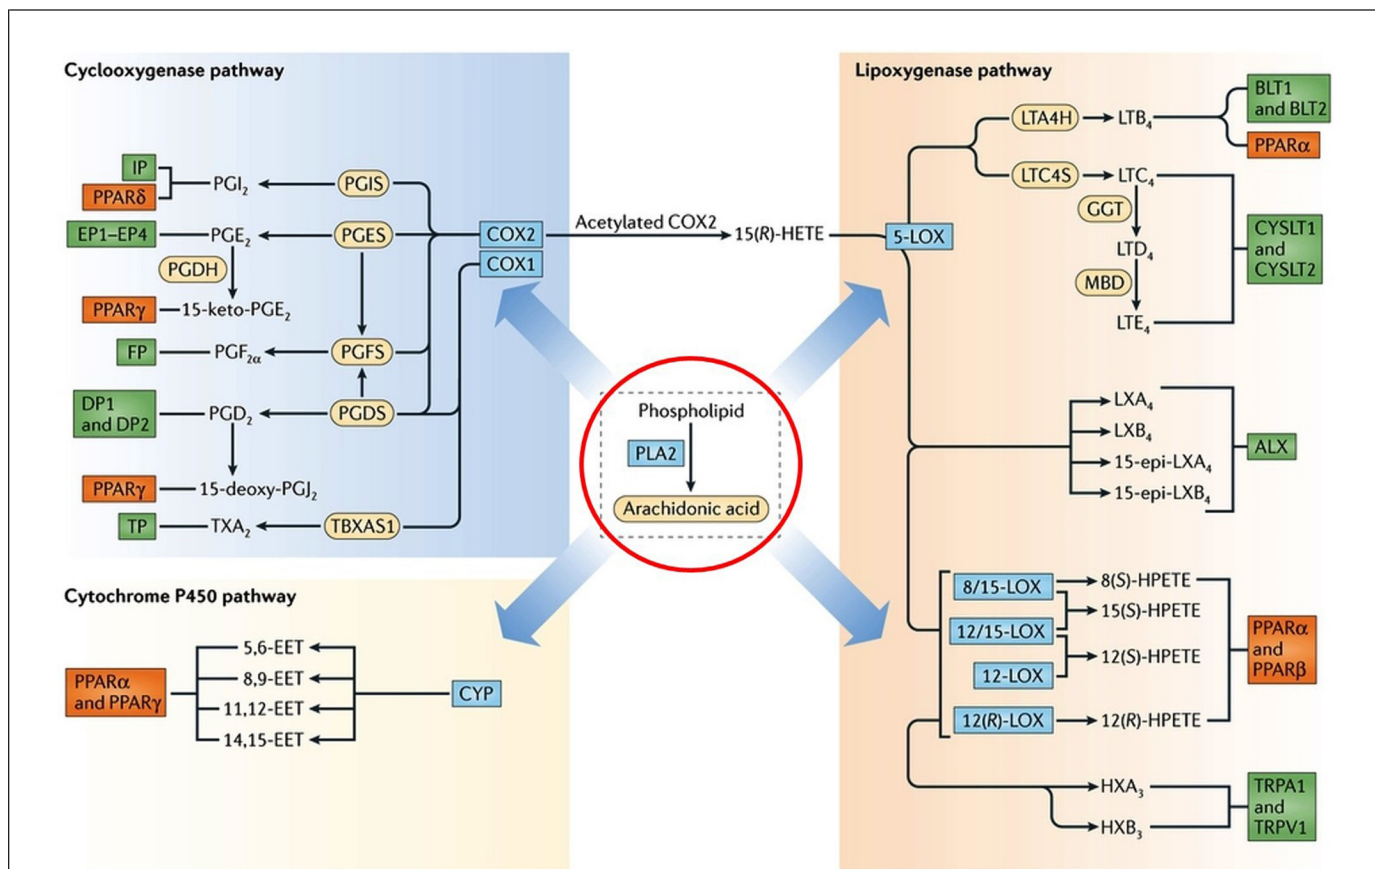 Cyclooxygenase pathway
IP
PPARδ
PGI₂
PGIS
EP1–EP4
PGE₂
PGES
PGDH
PPARγ
15-keto-PGE₂
FP
PGF₂α
PGFS
DP1
and DP2
PGD₂
PGDS
PPARγ
15-deoxy-PGJ₂
TP
TXA₂
TBXAS1
COX2
COX1
Acetylated COX2
15(R)-HETE
Phospholipid
PLA2
Arachidonic acid
Cytochrome P450 pathway
PPARα
and PPARγ
5,6-EET
8,9-EET
11,12-EET
14,15-EET
CYP
Lipoxygenase pathway
5-LOX
LTA4H
LTB₄
BLT1
and BLT2
PPARα
LTC4S
LTC₄
GGT
LTD₄
MBD
LTE₄
CYSLT1
and
CYSLT2
LXA₄
LXB₄
15-epi-LXA₄
15-epi-LXB₄
ALX
8/15-LOX
8(S)-HPETE
15(S)-HPETE
12/15-LOX
12(S)-HPETE
12-LOX
12(R)-LOX
12(R)-HPETE
PPARα
and
PPARβ
HXA₃
HXB₃
TRPA1
and
TRPV1